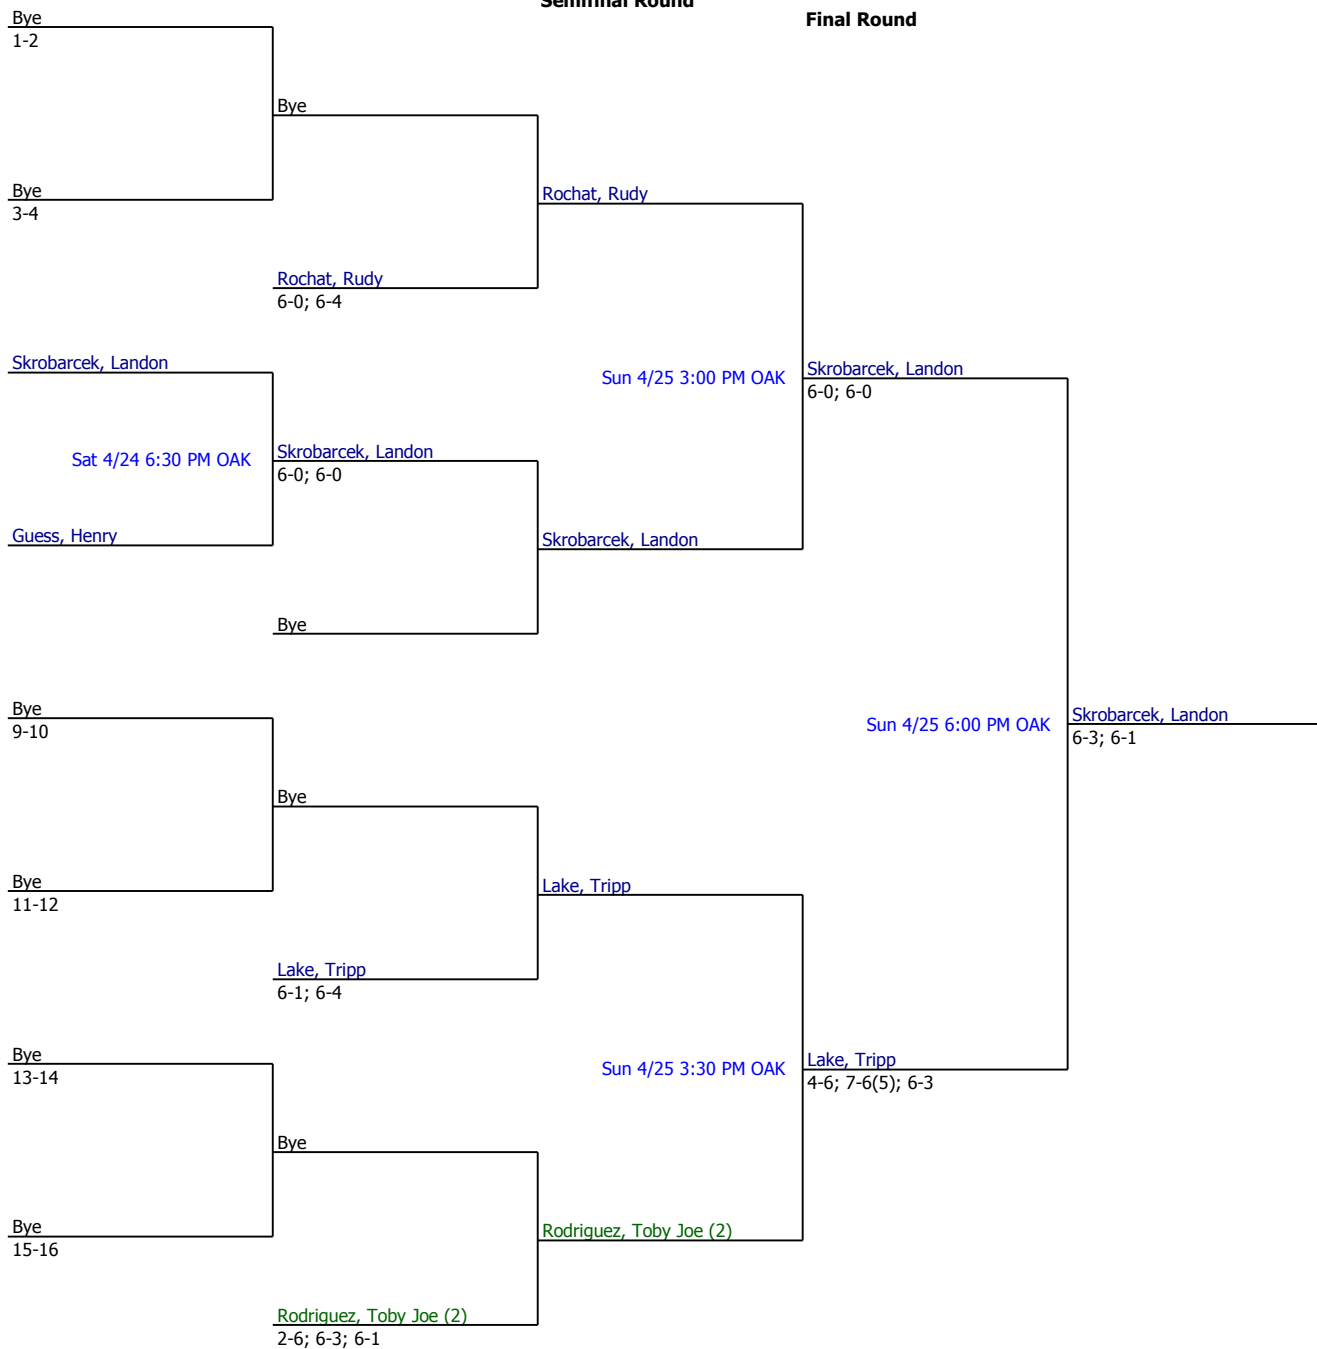 Semifinal Round
Final Round
Bye
1-2
Bye
Bye
3-4
Rochat, Rudy
Rochat, Rudy
6-0; 6-4
Skrobarcek, Landon
Sun 4/25 3:00 PM OAK
Skrobarcek, Landon
6-0; 6-0
Sat 4/24 6:30 PM OAK
Skrobarcek, Landon
6-0; 6-0
Guess, Henry
Skrobarcek, Landon
Bye
Bye
9-10
Sun 4/25 6:00 PM OAK
Skrobarcek, Landon
6-3; 6-1
Bye
Bye
11-12
Lake, Tripp
Lake, Tripp
6-1; 6-4
Bye
13-14
Sun 4/25 3:30 PM OAK
Lake, Tripp
4-6; 7-6(5); 6-3
Bye
Bye
15-16
Rodriguez, Toby Joe (2)
Rodriguez, Toby Joe (2)
2-6; 6-3; 6-1